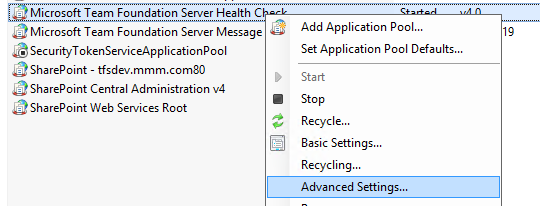 Microsoft Team Foundation Server Health Check Started v4.0
Microsoft Team Foundation Server Message 19
SecurityTokenServiceApplicationPool
SharePoint - tfsdev.mmm.com80
SharePoint Central Administration v4
SharePoint Web Services Root
Add Application Pool...
Set Application Pool Defaults...
Start
Stop
Recycle...
Basic Settings...
Recycling...
Advanced Settings...